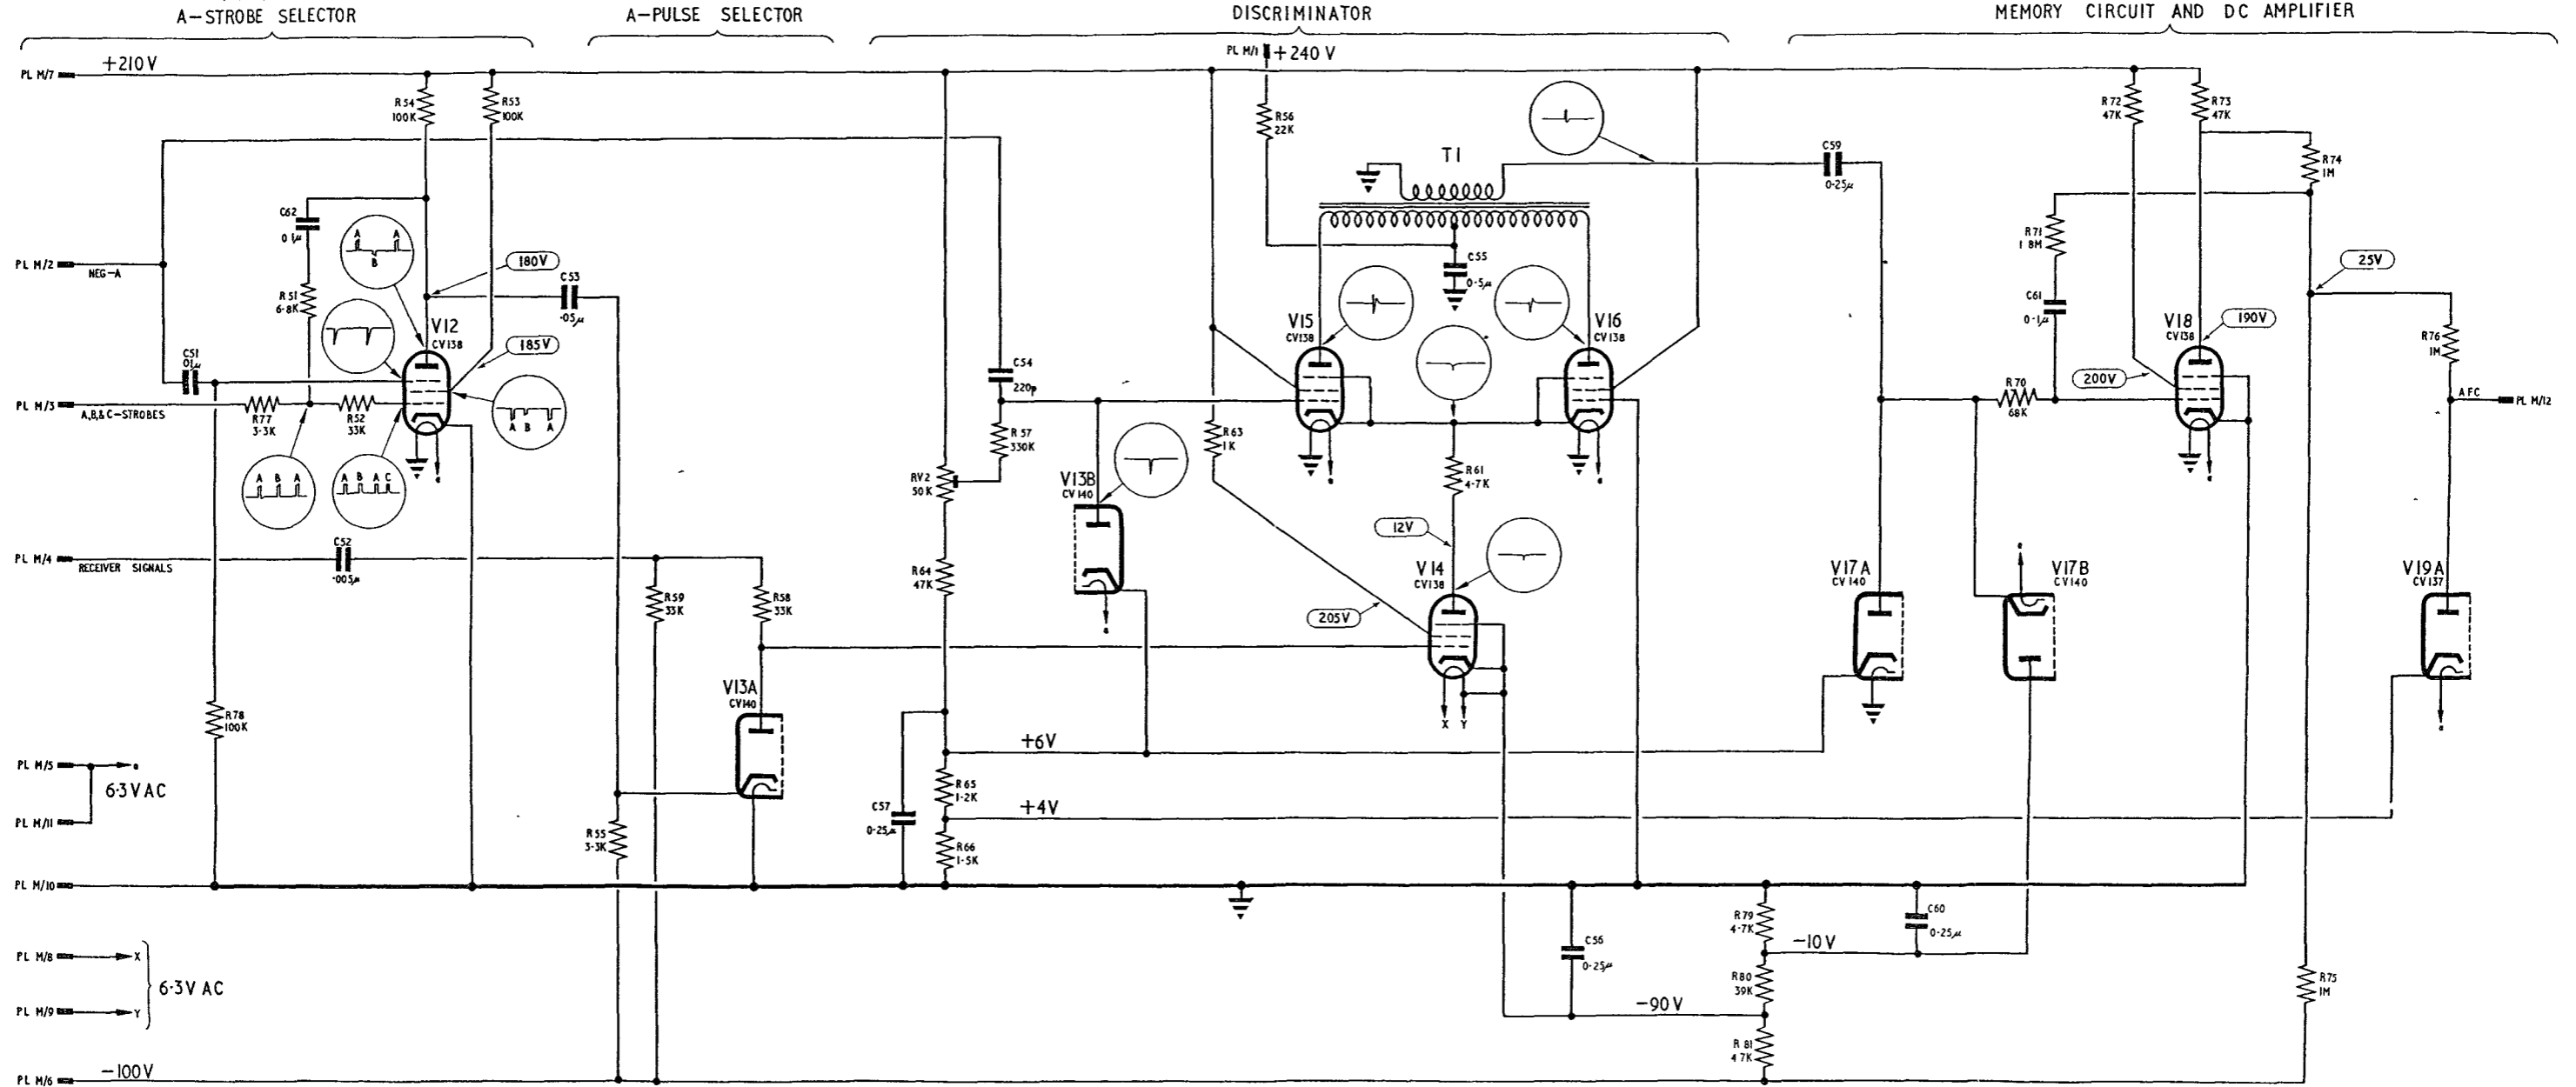 A-STROBE SELECTOR
A-PULSE SELECTOR
DISCRIMINATOR
MEMORY CIRCUIT AND DC AMPLIFIER
PL M/7
+210V
PL M/1
+240 V
R54
100K
R53
100K
R56
22K
R72
47K
R73
47K
T1
C59
0·25μ
R74
1M
C62
0·1μ
A A
B
R71
1·8M
PL M/2
NEG-A
180V
C53
·05μ
C55
0·5μ
25V
R51
6·8K
C61
0·1μ
V12
CV138
V15
CV138
V16
CV138
V18
CV138
190V
R76
1M
C51
·01μ
185V
C54
220p
200V
R70
68K
PL M/3
A,B,& C-STROBES
R77
3·3K
R52
33K
A B A
AFC
PL M/12
R57
330K
R63
1K
A B A
A B A C
RV2
50K
V13B
CV140
R61
4·7K
12V
C52
·005μ
PL M/4
RECEIVER SIGNALS
R64
47K
V14
CV138
V17A
CV140
V17B
CV140
V19A
CV137
R59
33K
R58
33K
205V
V13A
CV140
R78
100K
X Y
+6V
PL M/5
6·3V AC
PL M/11
R65
1·2K
C57
0·25μ
+4V
R55
3·3K
R66
1·5K
PL M/10
R79
4·7K
C60
0·25μ
-10V
C56
0·25μ
PL M/8
X
6·3V AC
PL M/9
Y
R80
39K
R75
1M
-90V
R81
4·7K
PL M/6
-100V